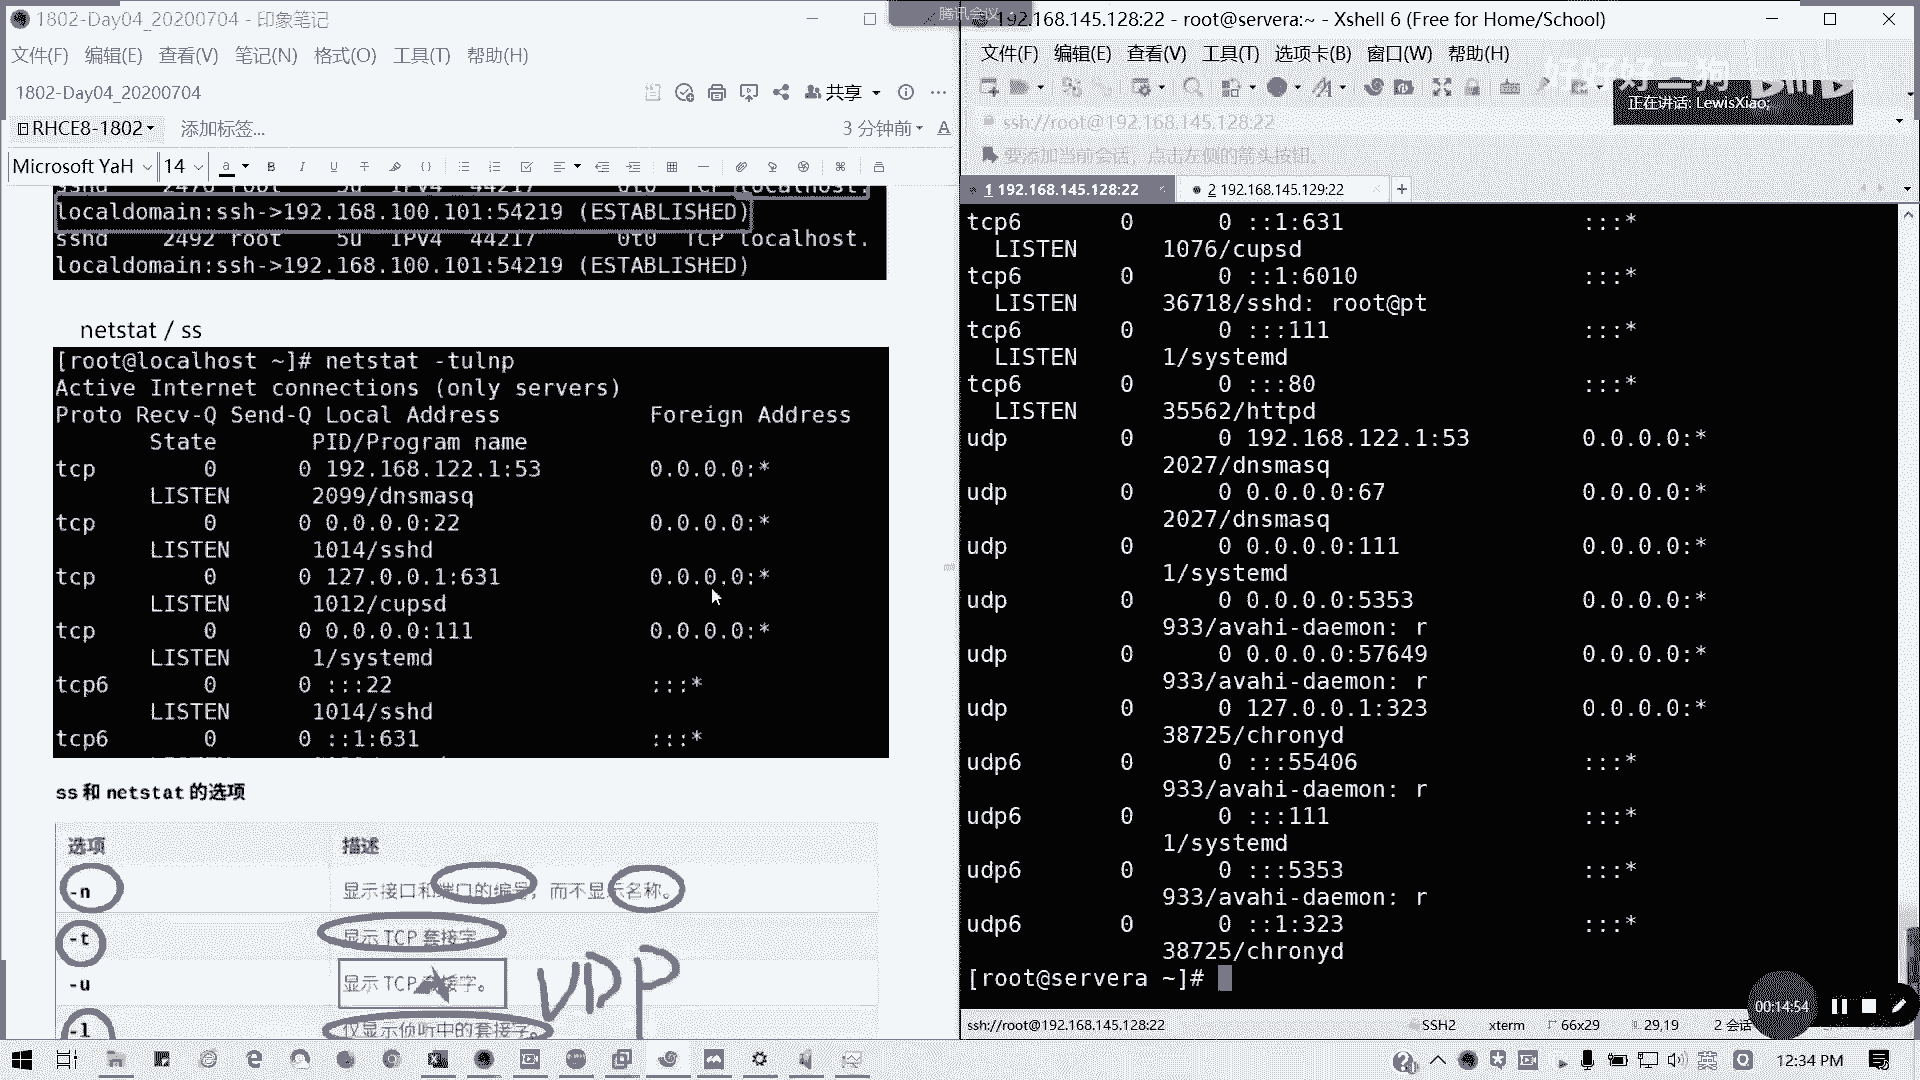 1802-Day04_20200704 - 印象笔记
文件(F) 编辑(E) 查看(V) 笔记(N) 格式(O) 工具(T) 帮助(H)
1802-Day04_20200704
共享
RHCE8-1802
添加标签...
3 分钟前
Microsoft YaH 14
sshd 2470 root 5u IPv4 44217 0t0 TCP localhost.
localdomain:ssh->192.168.100.101:54219 (ESTABLISHED)
sshd 2492 root 5u IPv4 44217 0t0 TCP localhost.
localdomain:ssh->192.168.100.101:54219 (ESTABLISHED)
netstat / ss
[root@localhost ~]# netstat -tulnp
Active Internet connections (only servers)
Proto Recv-Q Send-Q Local Address Foreign Address
State PID/Program name
tcp 0 0 192.168.122.1:53 0.0.0.0:*
LISTEN 2099/dnsmasq
tcp 0 0 0.0.0.0:22 0.0.0.0:*
LISTEN 1014/sshd
tcp 0 0 127.0.0.1:631 0.0.0.0:*
LISTEN 1012/cupsd
tcp 0 0 0.0.0.0:111 0.0.0.0:*
LISTEN 1/systemd
tcp6 0 0 :::22 :::*
LISTEN 1014/sshd
tcp6 0 0 ::1:631 :::*
ss 和 netstat 的选项
选项 描述
-n 显示接口和端口的编号，而不显示名称。
-t 显示 TCP 套接字
-u 显示 TCP 套接字。
UDP
-l 仅显示侦听中的套接字。
腾讯会议
192.168.145.128:22 - root@servera:~ - Xshell 6 (Free for Home/School)
文件(F) 编辑(E) 查看(V) 工具(T) 选项卡(B) 窗口(W) 帮助(H)
好好好二狗 bilibili
正在讲话: LewisXiao;
ssh://root@192.168.145.128:22
要添加当前会话，点击左侧的箭头按钮。
1 192.168.145.128:22
2 192.168.145.129:22
tcp6 0 0 ::1:631 :::*
LISTEN 1076/cupsd
tcp6 0 0 ::1:6010 :::*
LISTEN 36718/sshd: root@pt
tcp6 0 0 :::111 :::*
LISTEN 1/systemd
tcp6 0 0 :::80 :::*
LISTEN 35562/httpd
udp 0 0 192.168.122.1:53 0.0.0.0:*
2027/dnsmasq
udp 0 0 0.0.0.0:67 0.0.0.0:*
2027/dnsmasq
udp 0 0 0.0.0.0:111 0.0.0.0:*
1/systemd
udp 0 0 0.0.0.0:5353 0.0.0.0:*
933/avahi-daemon: r
udp 0 0 0.0.0.0:57649 0.0.0.0:*
933/avahi-daemon: r
udp 0 0 127.0.0.1:323 0.0.0.0:*
38725/chronyd
udp6 0 0 :::55406 :::*
933/avahi-daemon: r
udp6 0 0 :::111 :::*
1/systemd
udp6 0 0 :::5353 :::*
933/avahi-daemon: r
udp6 0 0 ::1:323 :::*
38725/chronyd
[root@servera ~]#
00:14:54
ssh://root@192.168.145.128:22 SSH2 xterm 66x29 29,19 2 会话
英
12:34 PM